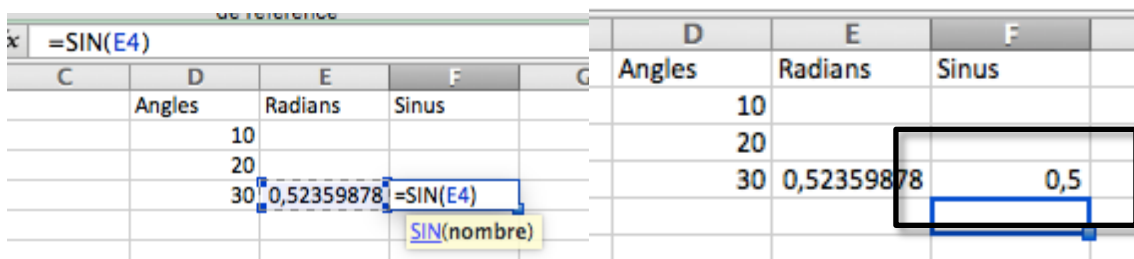 de référence
x =SIN(E4)
C D E F G
Angles Radians Sinus
10
20
30 0,52359878 =SIN(E4)
SIN(nombre)
D E F
Angles Radians Sinus
10
20
30 0,52359878 0,5